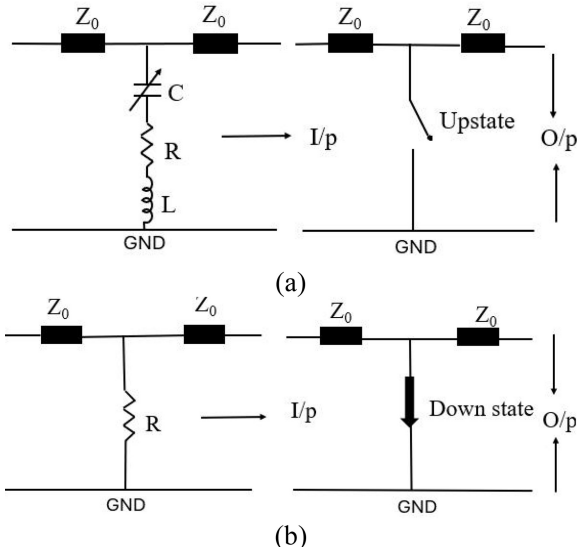 Z0 Z0 Z0 Z0
C
Upstate
R I/p O/p
L
GND GND
(a)
Z0 Z0 Z0 Z0
R I/p Down state O/p
GND GND
(b)